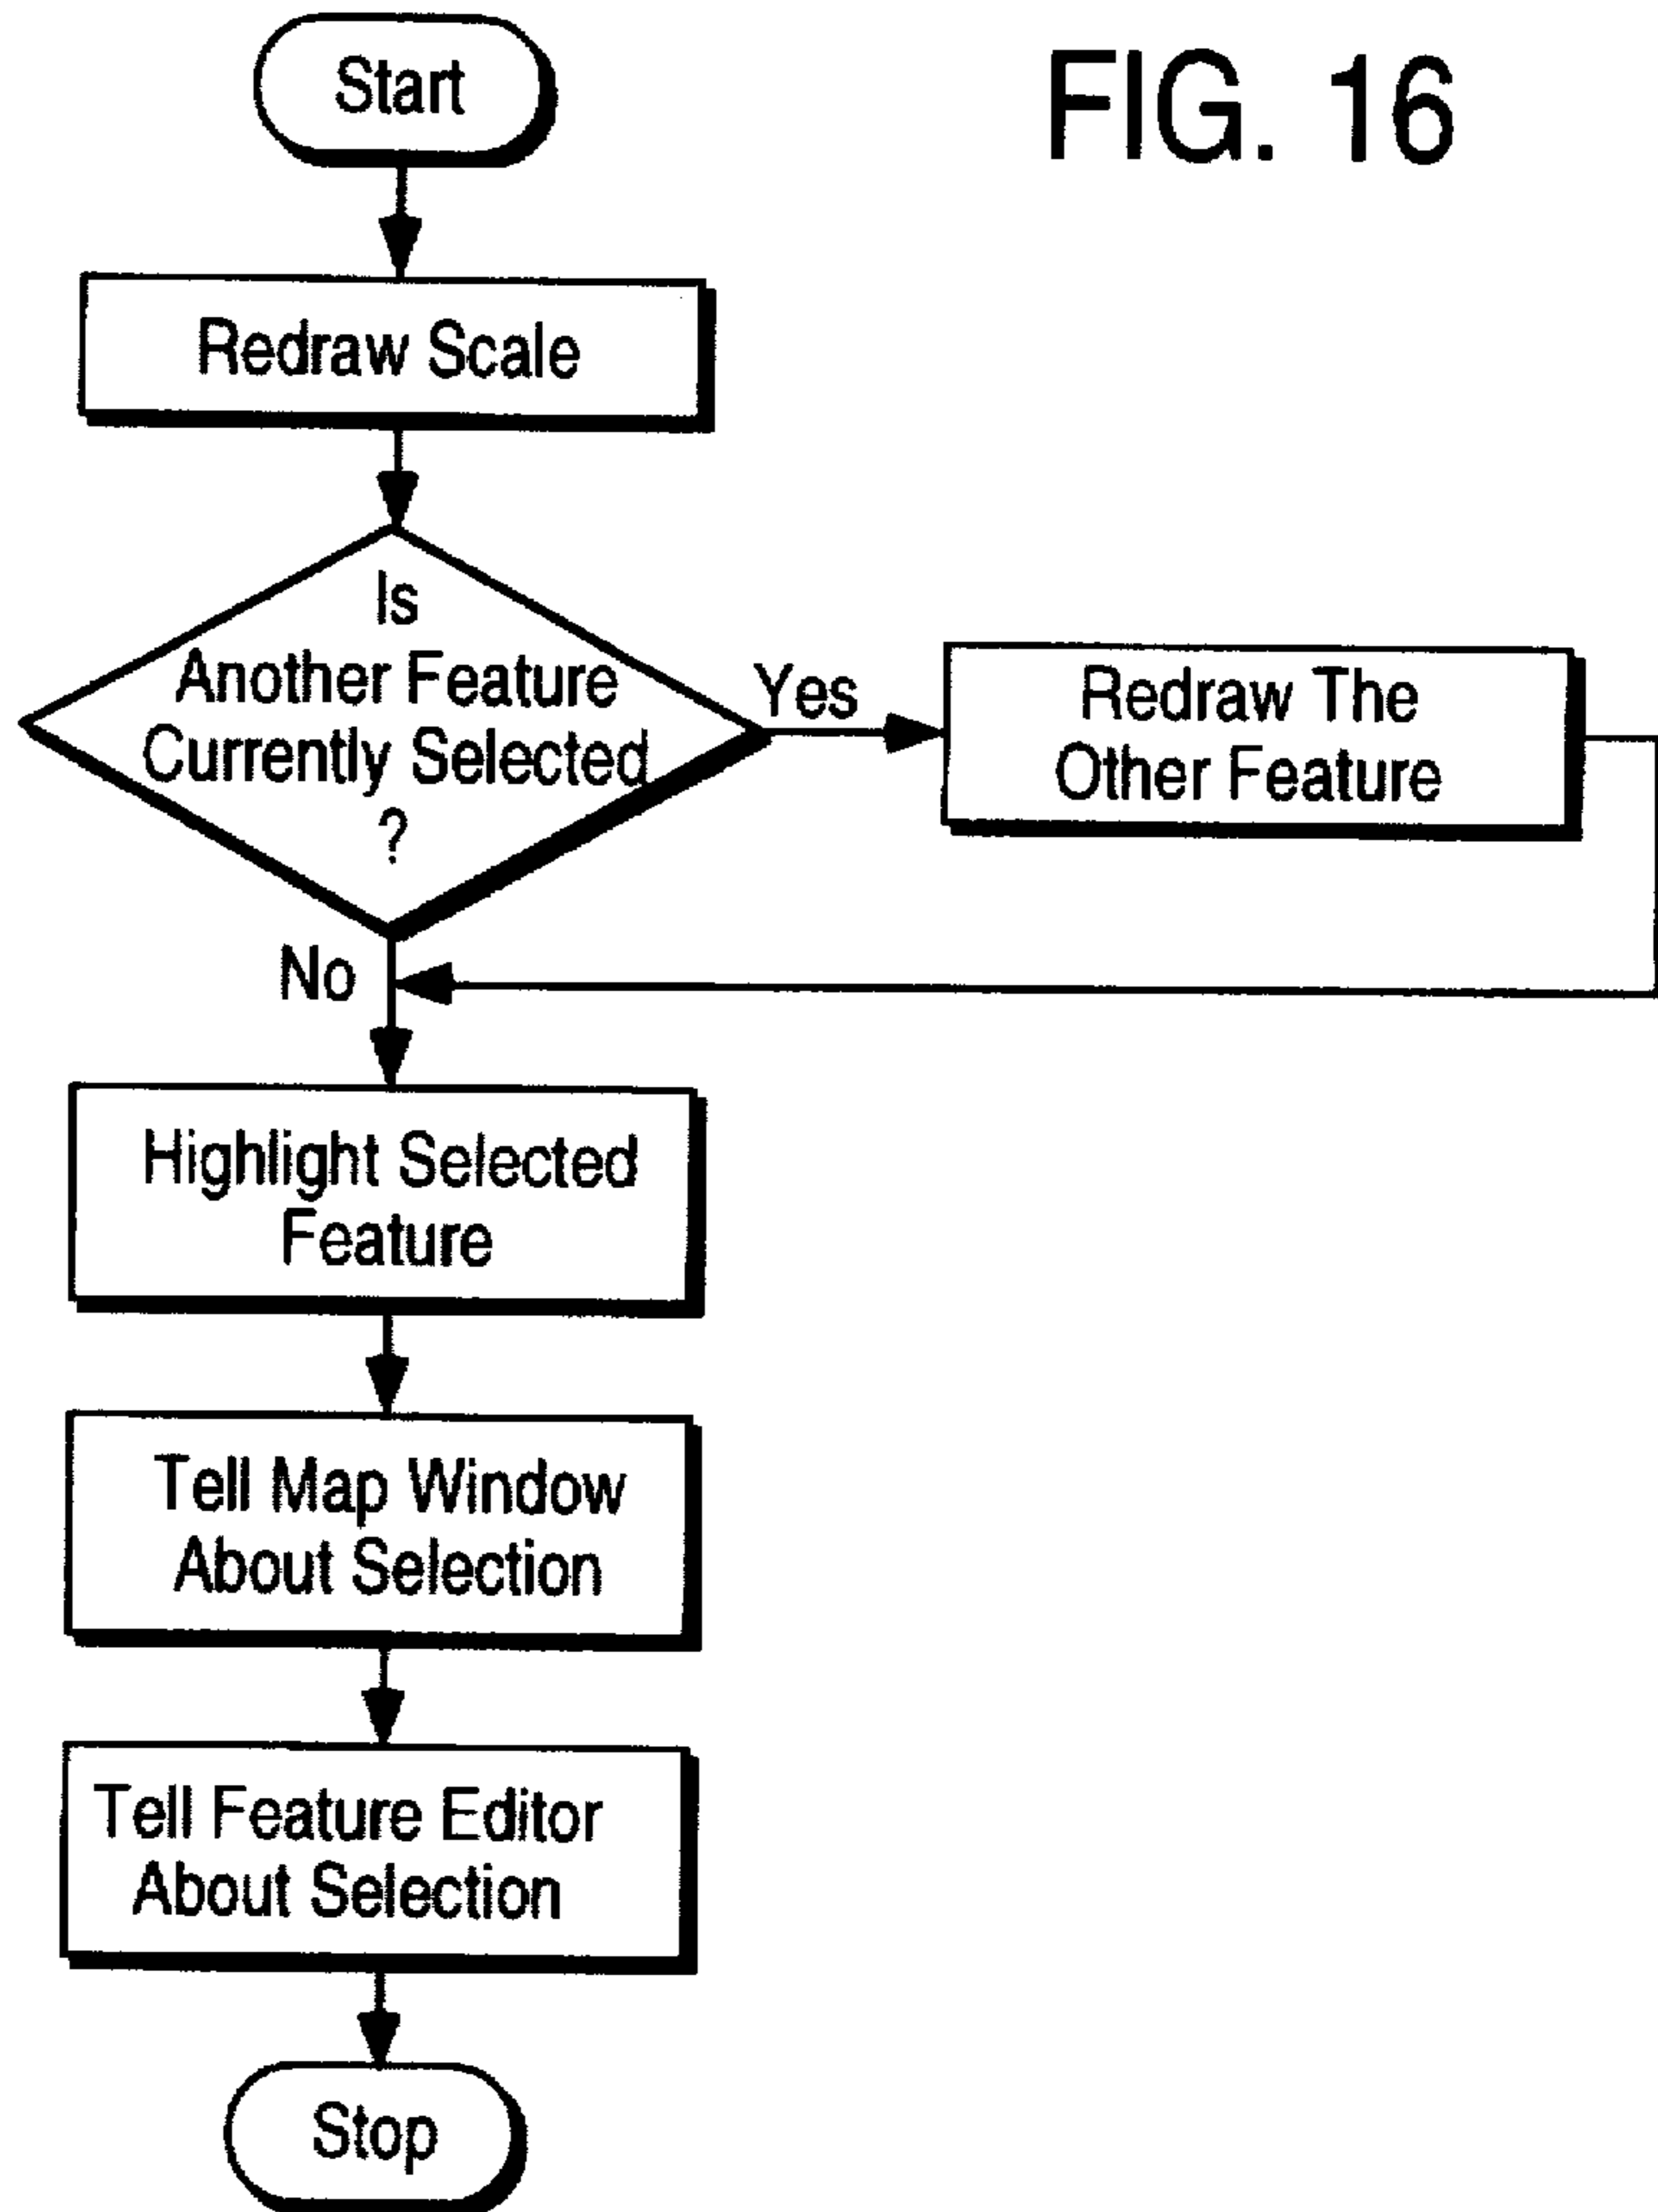 FIG. 16
Start
Redraw Scale
Is
Another Feature
Currently Selected
?
Yes
Redraw The
Other Feature
No
Highlight Selected
Feature
Tell Map Window
About Selection
Tell Feature Editor
About Selection
Stop